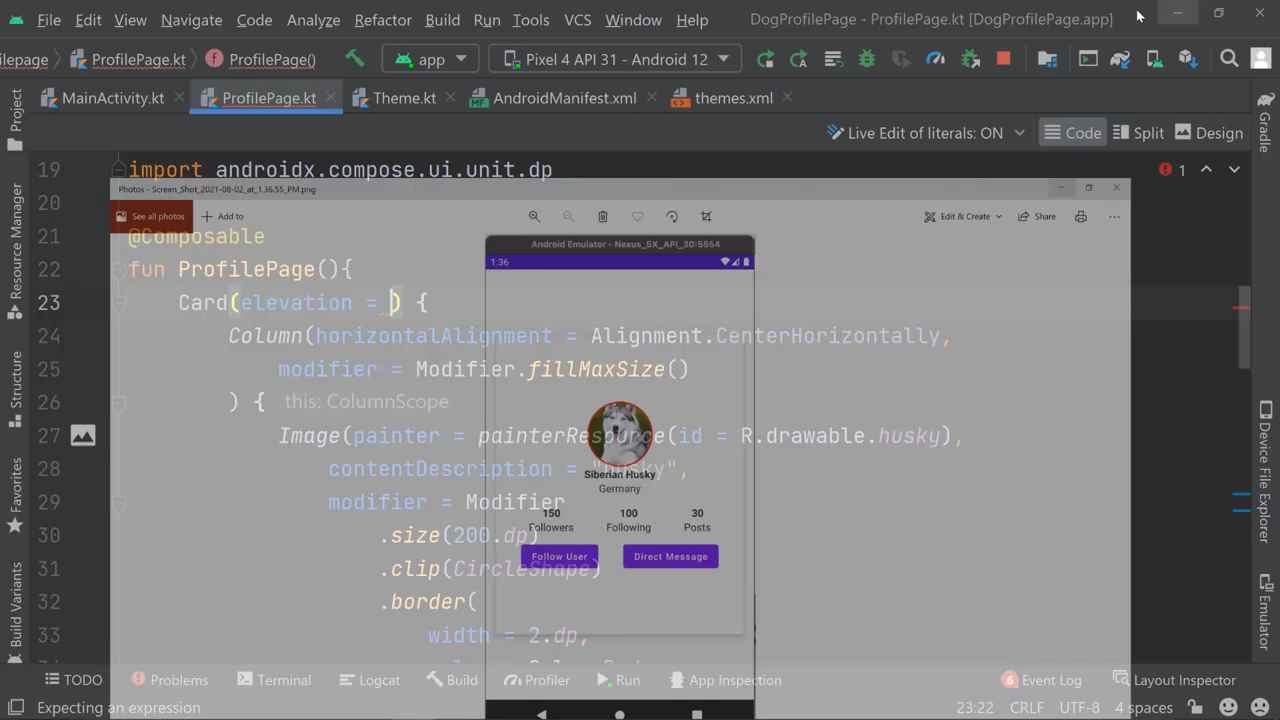 File Edit View Navigate Code Analyze Refactor Build Run Tools VCS Window Help DogProfilePage - ProfilePage.kt [DogProfilePage.app]
ilepage ProfilePage.kt ProfilePage() app Pixel 4 API 31 - Android 12
MainActivity.kt ProfilePage.kt Theme.kt AndroidManifest.xml themes.xml
Live Edit of literals: ON Code Split Design
19 import androidx.compose.ui.unit.dp 1
Photos - Screen_Shot_2021-08-02_at_1.36.55_PM.png
20
See all photos Add to Edit & Create Share
21 @Composable
Android Emulator - Nexus_5X_API_30:5554
1:36
22 fun ProfilePage(){
23 Card(elevation = ) {
24 Column(horizontalAlignment = Alignment.CenterHorizontally,
25 modifier = Modifier.fillMaxSize()
26 ) { this: ColumnScope
27 Image(painter = painterResource(id = R.drawable.husky),
28 contentDescription = "husky",
Siberian Husky
Germany
29 modifier = Modifier
150 100 30
Followers Following Posts
30 .size(200.dp)
Follow User Direct Message
31 .clip(CircleShape)
32 .border(
33 width = 2.dp,
Project
Resource Manager
Structure
Favorites
Build Variants
Gradle
Device File Explorer
Emulator
TODO Problems Terminal Logcat Build Profiler Run App Inspection 6 Event Log Layout Inspector
Expecting an expression 23:22 CRLF UTF-8 4 spaces